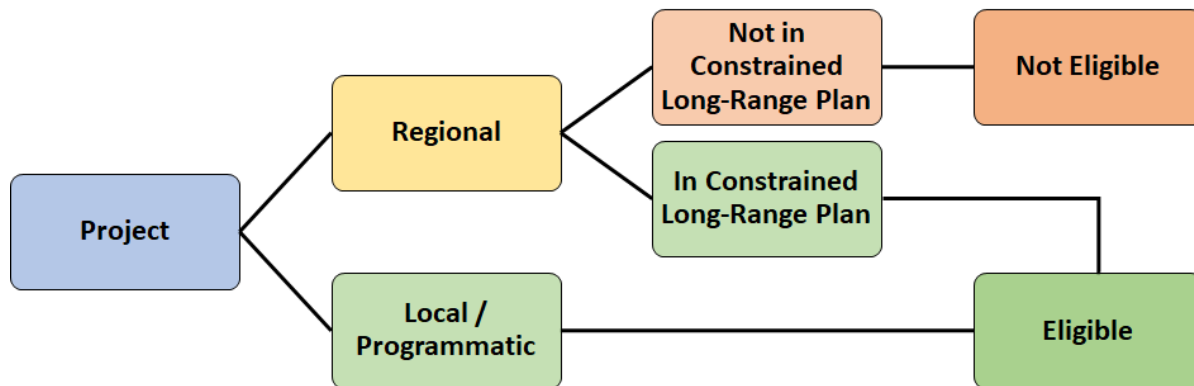 Not in
Constrained
Long-Range Plan
Not Eligible
Regional
In Constrained
Long-Range Plan
Project
Local /
Programmatic
Eligible